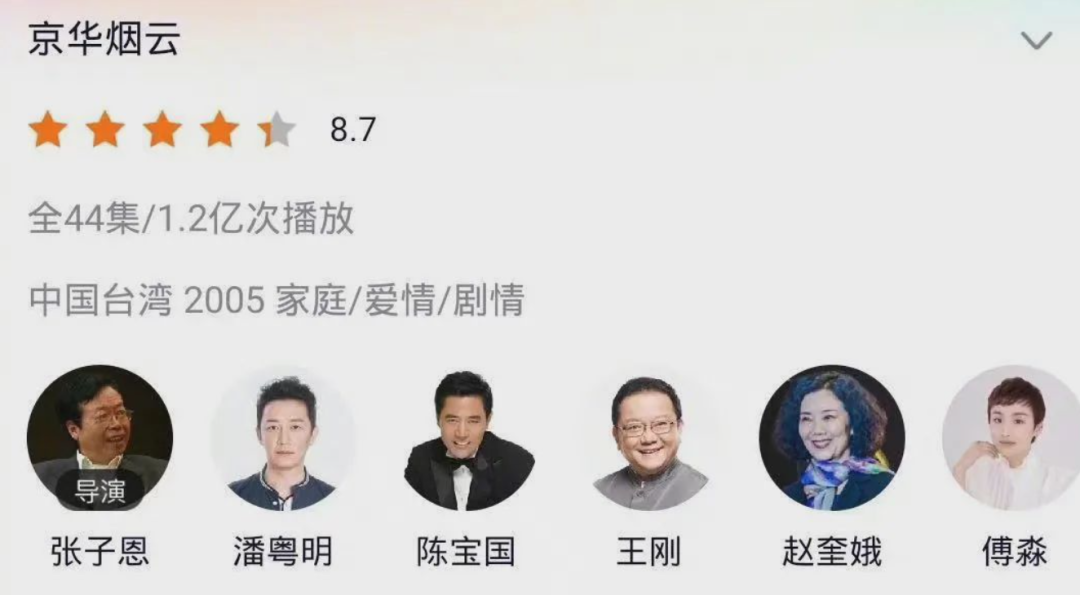 京华烟云
8.7
全44集/1.2亿次播放
中国台湾 2005 家庭/爱情/剧情
导演
张子恩 潘粤明 陈宝国 王刚 赵奎娥 傅淼